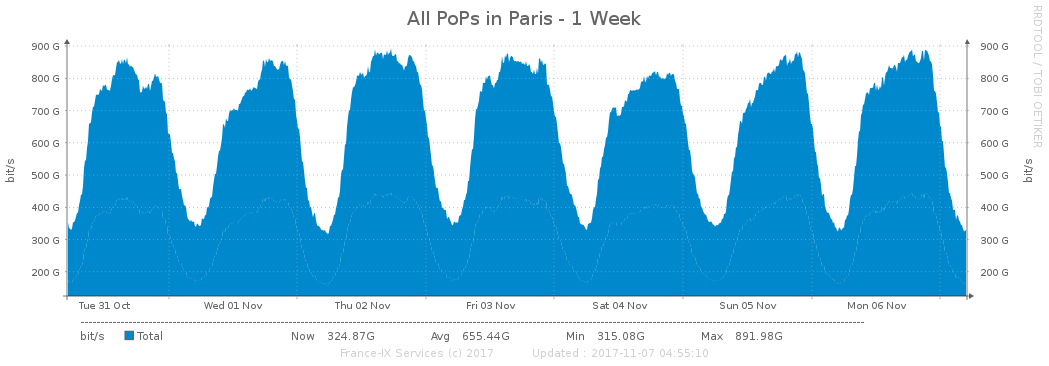 All PoPs in Paris - 1 Week
RRDTOOL / TOBI OETIKER
bit/s
900 G
800 G
700 G
600 G
500 G
400 G
300 G
200 G
900 G
800 G
700 G
600 G
500 G
400 G
300 G
200 G
bit/s
Tue 31 Oct Wed 01 Nov Thu 02 Nov Fri 03 Nov Sat 04 Nov Sun 05 Nov Mon 06 Nov
bit/s Total Now 324.87G Avg 655.44G Min 315.08G Max 891.98G
France-IX Services (c) 2017 Updated : 2017-11-07 04:55:10